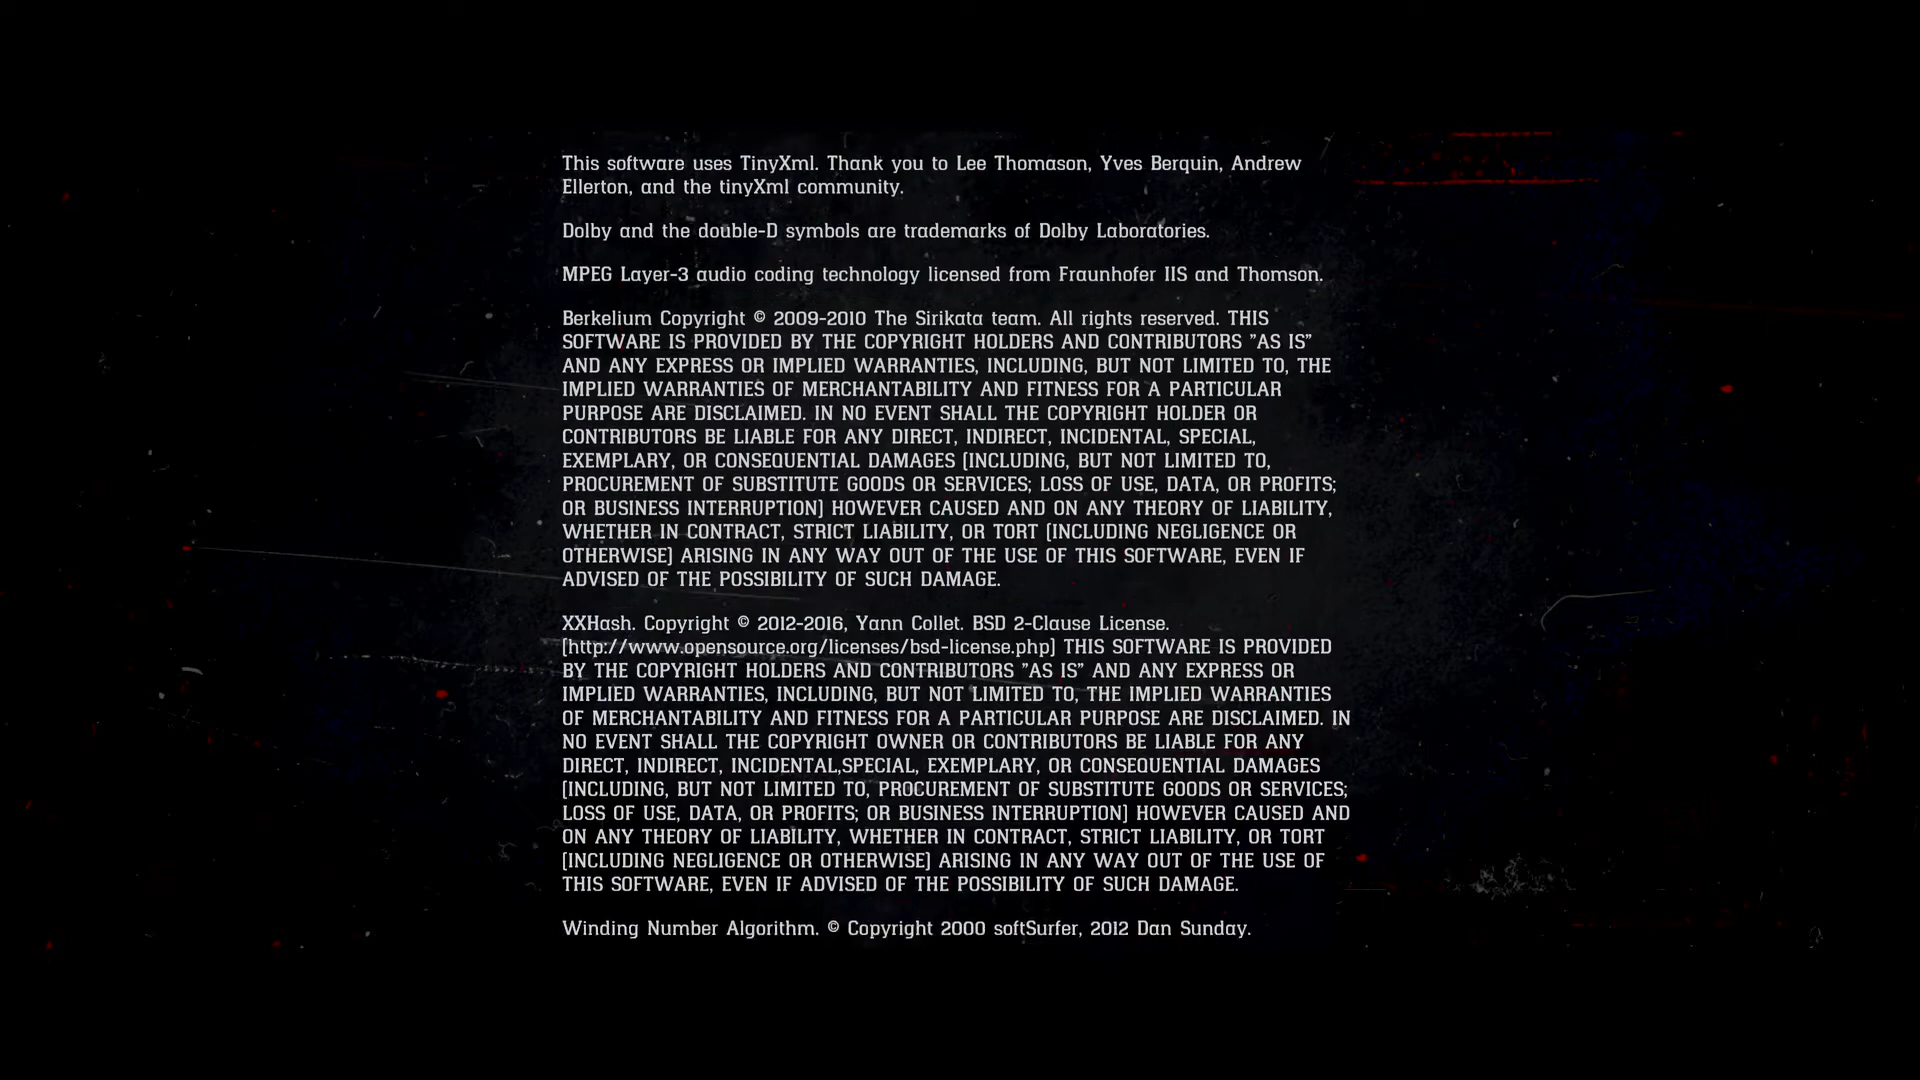 This software uses TinyXml. Thank you to Lee Thomason, Yves Berquin, Andrew
Ellerton, and the tinyXml community.
Dolby and the double-D symbols are trademarks of Dolby Laboratories.
MPEG Layer-3 audio coding technology licensed from Fraunhofer IIS and Thomson.
Berkelium Copyright © 2009-2010 The Sirikata team. All rights reserved. THIS
SOFTWARE IS PROVIDED BY THE COPYRIGHT HOLDERS AND CONTRIBUTORS "AS IS"
AND ANY EXPRESS OR IMPLIED WARRANTIES, INCLUDING, BUT NOT LIMITED TO, THE
IMPLIED WARRANTIES OF MERCHANTABILITY AND FITNESS FOR A PARTICULAR
PURPOSE ARE DISCLAIMED. IN NO EVENT SHALL THE COPYRIGHT HOLDER OR
CONTRIBUTORS BE LIABLE FOR ANY DIRECT, INDIRECT, INCIDENTAL, SPECIAL,
EXEMPLARY, OR CONSEQUENTIAL DAMAGES (INCLUDING, BUT NOT LIMITED TO,
PROCUREMENT OF SUBSTITUTE GOODS OR SERVICES; LOSS OF USE, DATA, OR PROFITS;
OR BUSINESS INTERRUPTION) HOWEVER CAUSED AND ON ANY THEORY OF LIABILITY,
WHETHER IN CONTRACT, STRICT LIABILITY, OR TORT (INCLUDING NEGLIGENCE OR
OTHERWISE) ARISING IN ANY WAY OUT OF THE USE OF THIS SOFTWARE, EVEN IF
ADVISED OF THE POSSIBILITY OF SUCH DAMAGE.
XXHash. Copyright © 2012-2016, Yann Collet. BSD 2-Clause License.
(http://www.opensource.org/licenses/bsd-license.php) THIS SOFTWARE IS PROVIDED
BY THE COPYRIGHT HOLDERS AND CONTRIBUTORS "AS IS" AND ANY EXPRESS OR
IMPLIED WARRANTIES, INCLUDING, BUT NOT LIMITED TO, THE IMPLIED WARRANTIES
OF MERCHANTABILITY AND FITNESS FOR A PARTICULAR PURPOSE ARE DISCLAIMED. IN
NO EVENT SHALL THE COPYRIGHT OWNER OR CONTRIBUTORS BE LIABLE FOR ANY
DIRECT, INDIRECT, INCIDENTAL,SPECIAL, EXEMPLARY, OR CONSEQUENTIAL DAMAGES
(INCLUDING, BUT NOT LIMITED TO, PROCUREMENT OF SUBSTITUTE GOODS OR SERVICES;
LOSS OF USE, DATA, OR PROFITS; OR BUSINESS INTERRUPTION) HOWEVER CAUSED AND
ON ANY THEORY OF LIABILITY, WHETHER IN CONTRACT, STRICT LIABILITY, OR TORT
(INCLUDING NEGLIGENCE OR OTHERWISE) ARISING IN ANY WAY OUT OF THE USE OF
THIS SOFTWARE, EVEN IF ADVISED OF THE POSSIBILITY OF SUCH DAMAGE.
Winding Number Algorithm. © Copyright 2000 softSurfer, 2012 Dan Sunday.